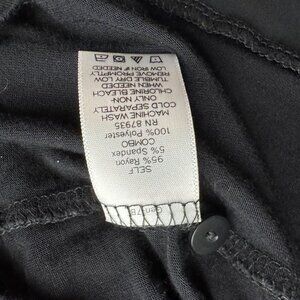 SELF
95% Rayon
5% Spandex
COMBO
100% Polyester
RN 87935
MACHINE WASH
COLD SEPARATELY
ONLY NON-
CHLORINE BLEACH
WHEN NEEDED
TUMBLE DRY LOW
REMOVE PROMPTLY
LOW IRON IF NEEDED